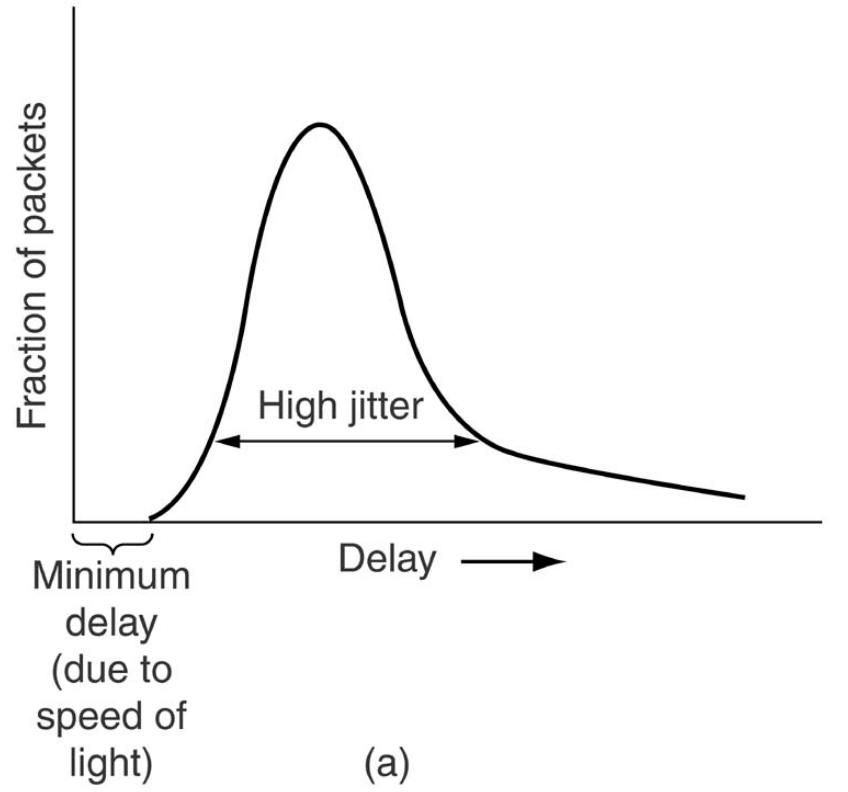 Fraction of packets
High jitter
Delay
Minimum
delay
(due to
speed of
light)
(a)